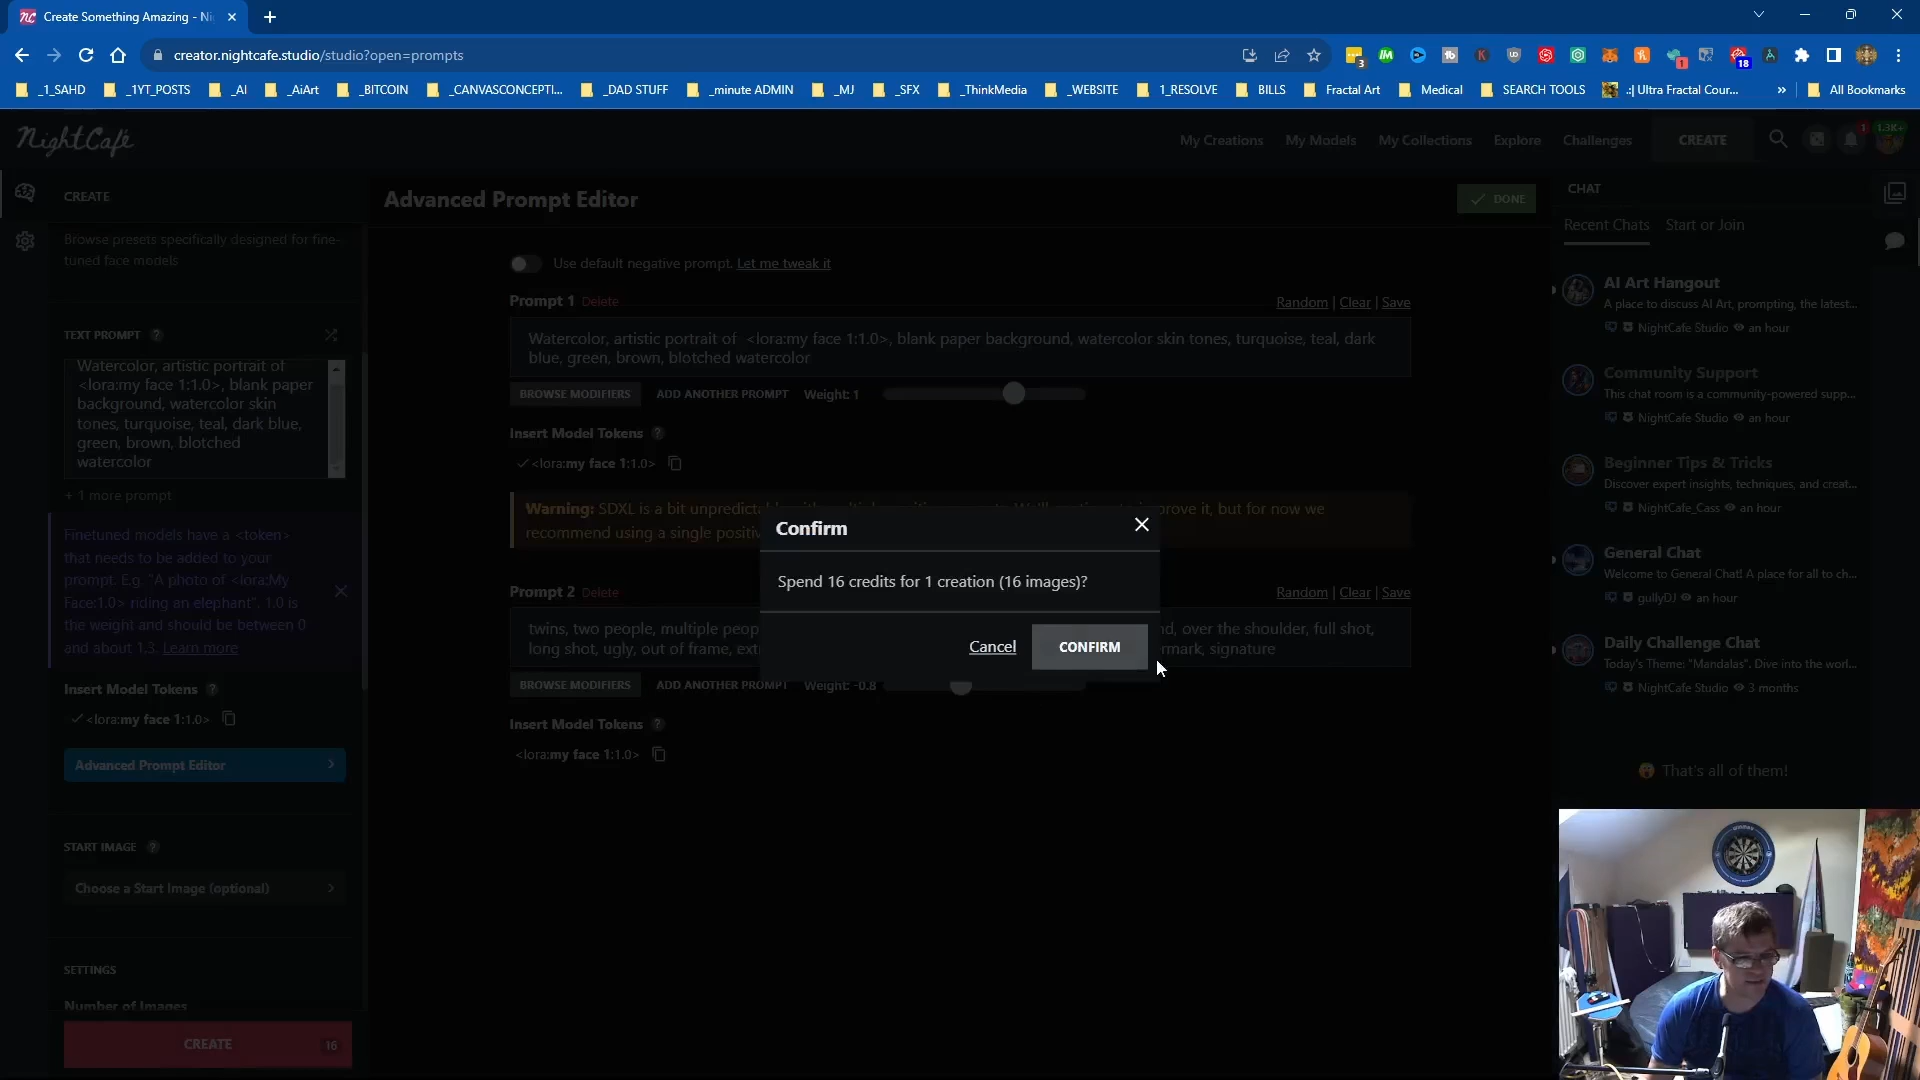 Create Something Amazing - Ni
creator.nightcafe.studio/studio?open=prompts
3
1
18
_1_SAHD
_1YT_POSTS
_AI
_AiArt
_BITCOIN
_CANVASCONCEPTI...
_DAD STUFF
_minute ADMIN
_MJ
_SFX
_ThinkMedia
_WEBSITE
1_RESOLVE
BILLS
Fractal Art
Medical
SEARCH TOOLS
.:| Ultra Fractal Cour...
»
All Bookmarks
NightCafé
My Creations
My Models
My Collections
Explore
Challenges
CREATE
1
1.3K+
CREATE
Browse presets specifically designed for fine-
tuned face models
TEXT PROMPT
Watercolor, artistic portrait of
<lora:my face 1:1.0>, blank paper
background, watercolor skin
tones, turquoise, teal, dark blue,
green, brown, blotched
watercolor
+ 1 more prompt
Finetuned models have a <token>
that needs to be added to your
prompt. E.g. "A photo of <lora:My
Face:1.0> riding an elephant". 1.0 is
the weight and should be between 0
and about 1.3. Learn more
Insert Model Tokens ?
<lora:my face 1:1.0>
Advanced Prompt Editor
START IMAGE ?
Choose a Start Image (optional)
SETTINGS
Number of Images
CREATE 16
Advanced Prompt Editor
DONE
Use default negative prompt. Let me tweak it
Prompt 1 Delete
Random | Clear | Save
Watercolor, artistic portrait of <lora:my face 1:1.0>, blank paper background, watercolor skin tones, turquoise, teal, dark
blue, green, brown, blotched watercolor
BROWSE MODIFIERS ADD ANOTHER PROMPT Weight: 1
Insert Model Tokens ?
<lora:my face 1:1.0>
Warning: SDXL is a bit unpredict prove it, but for now we
recommend using a single positiv
Confirm
Spend 16 credits for 1 creation (16 images)?
Cancel CONFIRM
Prompt 2 Delete
Random | Clear | Save
twins, two people, multiple peop d, over the shoulder, full shot,
long shot, ugly, out of frame, ext mark, signature
BROWSE MODIFIERS ADD ANOTHER PROMPT Weight: -0.8
Insert Model Tokens ?
<lora:my face 1:1.0>
CHAT
Recent Chats Start or Join
AI Art Hangout
A place to discuss AI Art, prompting, the latest...
NightCafe Studio an hour
Community Support
This chat room is a community-powered supp...
NightCafe Studio an hour
Beginner Tips & Tricks
Discover expert insights, techniques, and creat...
NightCafe_Cass an hour
General Chat
Welcome to General Chat! A place for all to ch...
gullyDJ an hour
Daily Challenge Chat
Today's Theme: "Mandalas". Dive into the worl...
NightCafe Studio 3 months
That's all of them!